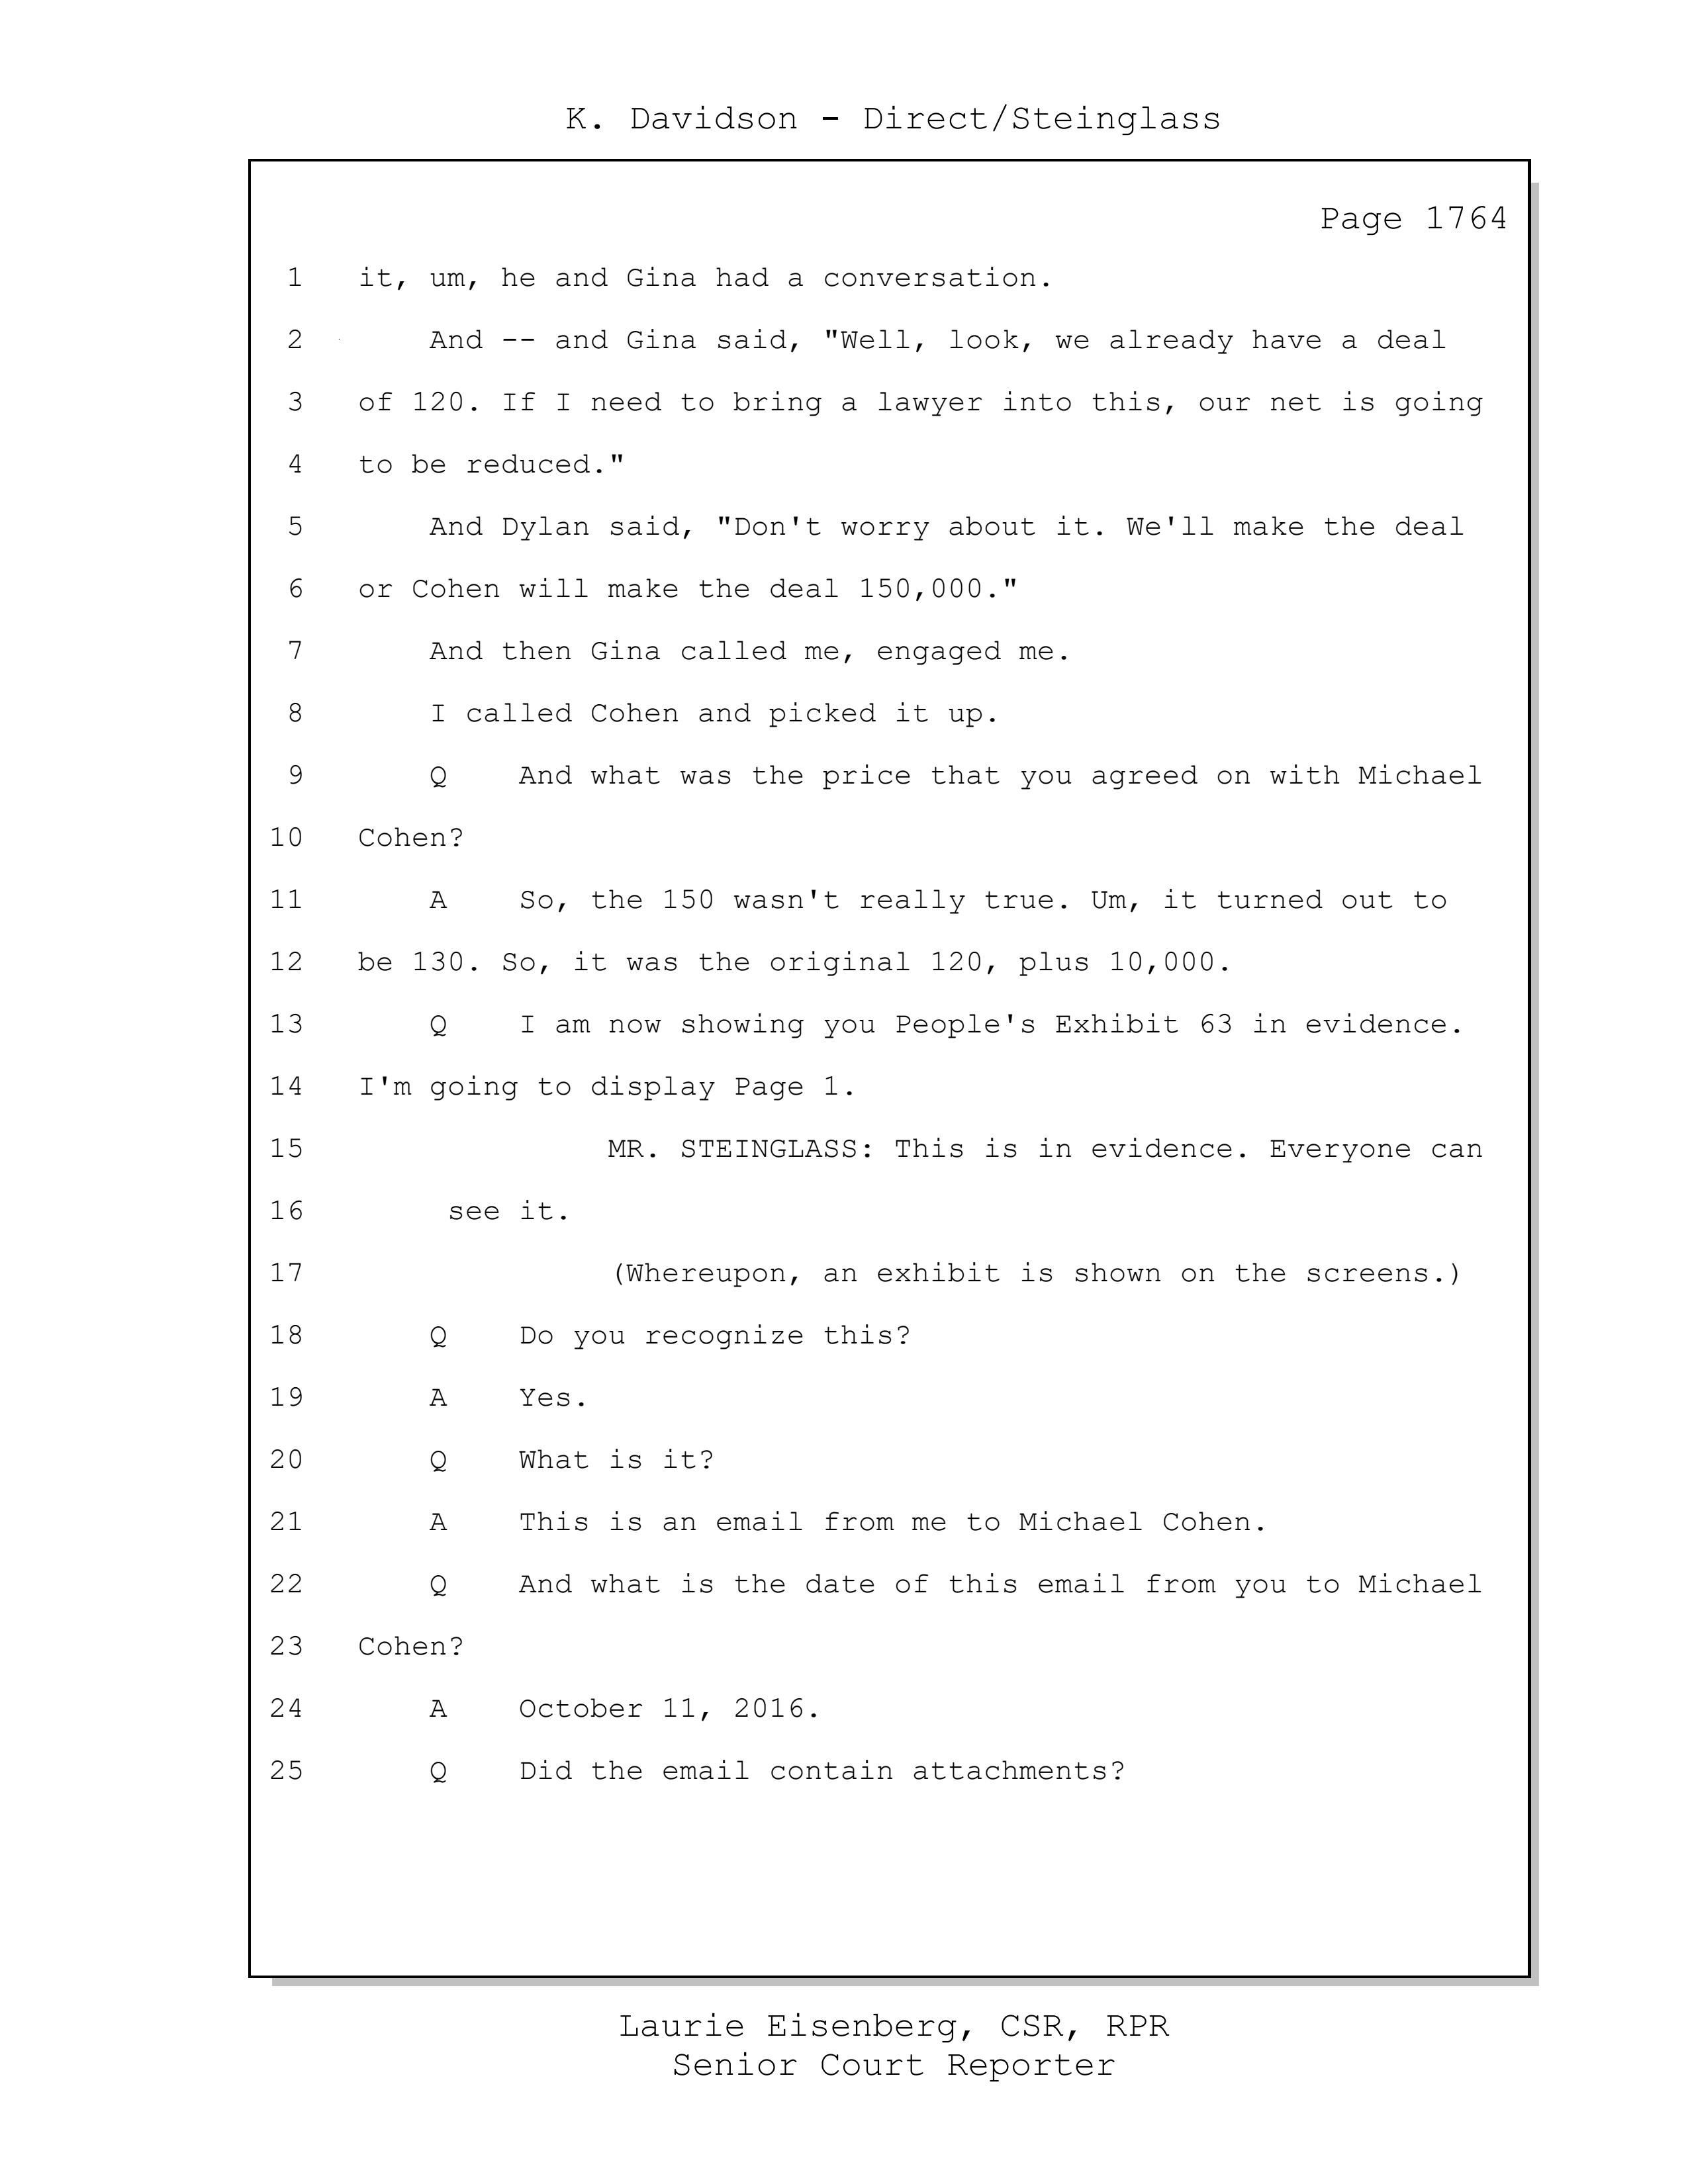 K. Davidson - Direct/Steinglass
Page 1764
1 it, um, he and Gina had a conversation.
2 And -- and Gina said, "Well, look, we already have a deal
3 of 120. If I need to bring a lawyer into this, our net is going
4 to be reduced."
5 And Dylan said, "Don't worry about it. We'll make the deal
6 or Cohen will make the deal 150,000."
7 And then Gina called me, engaged me.
8 I called Cohen and picked it up.
9 Q And what was the price that you agreed on with Michael
10 Cohen?
11 A So, the 150 wasn't really true. Um, it turned out to
12 be 130. So, it was the original 120, plus 10,000.
13 Q I am now showing you People's Exhibit 63 in evidence.
14 I'm going to display Page 1.
15 MR. STEINGLASS: This is in evidence. Everyone can
16 see it.
17 (Whereupon, an exhibit is shown on the screens.)
18 Q Do you recognize this?
19 A Yes.
20 Q What is it?
21 A This is an email from me to Michael Cohen.
22 Q And what is the date of this email from you to Michael
23 Cohen?
24 A October 11, 2016.
25 Q Did the email contain attachments?
Laurie Eisenberg, CSR, RPR
Senior Court Reporter